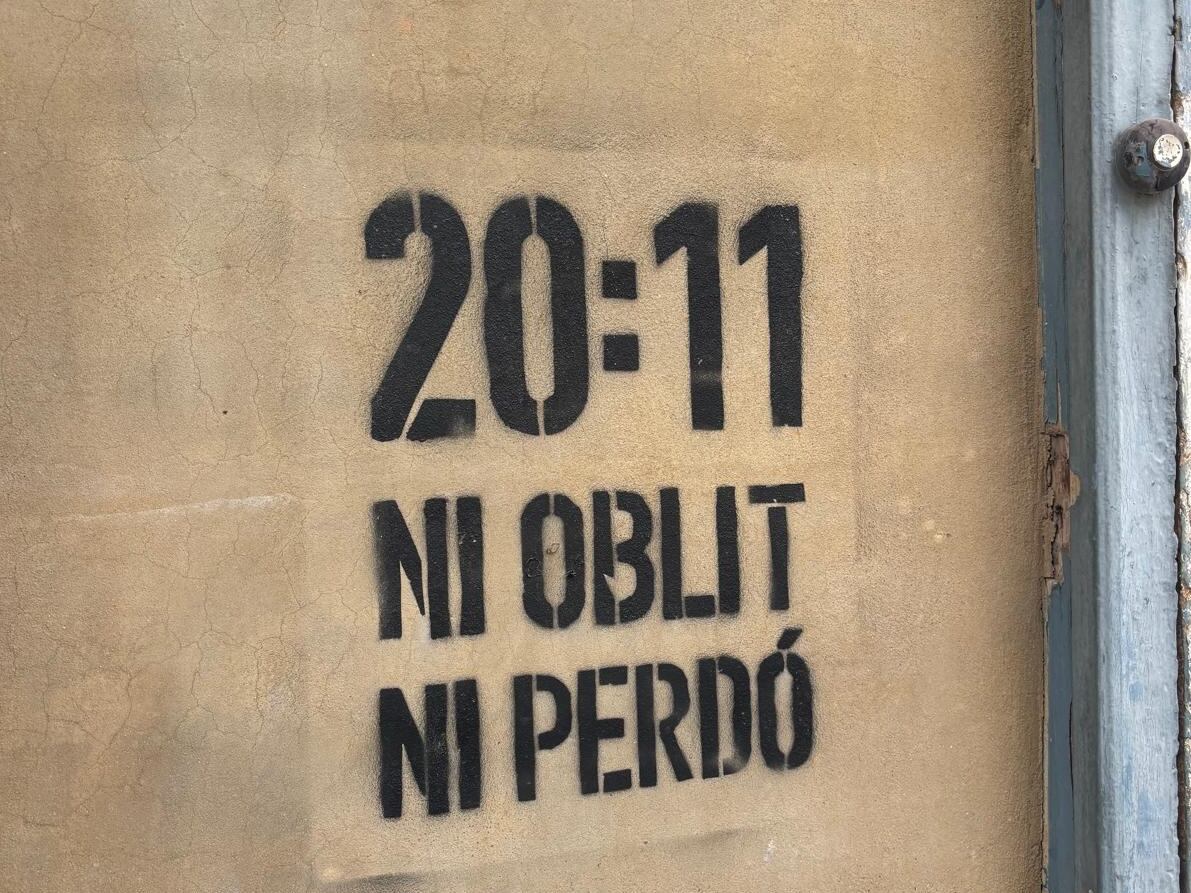 20:11
NI OBLIT
NI PERDÓ